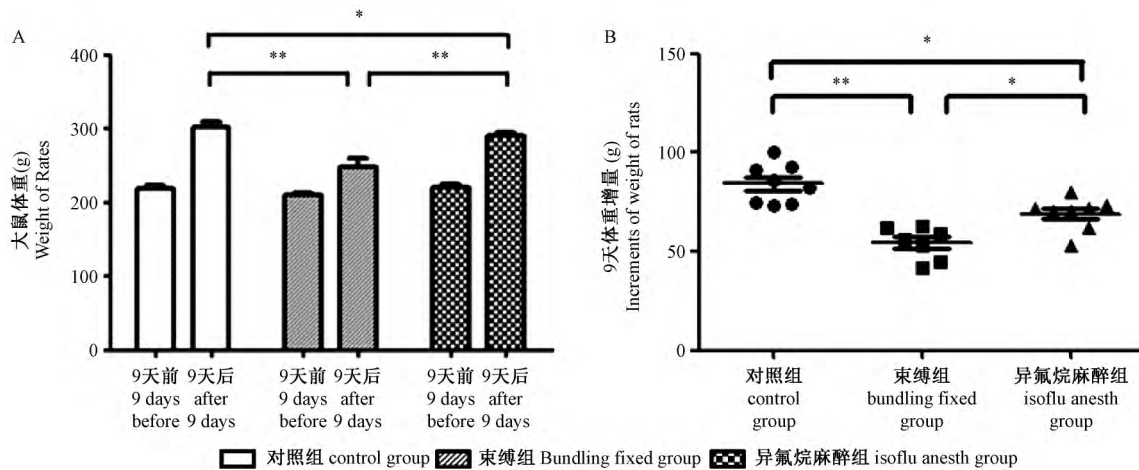 A
大鼠体重(g)
Weight of Rates
400
300
200
100
0
*
**
**
9天前
9 days
before
9天后
after
9 days
9天前
9 days
before
9天后
after
9 days
9天前
9 days
before
9天后
after
9 days
B
9天体重增量(g)
Increments of weight of rats
150
100
50
0
*
**
*
对照组
control
group
束缚组
bundling fixed
group
异氟烷麻醉组
isoflu anesth
group
对照组 control group 束缚组 Bundling fixed group 异氟烷麻醉组 isoflu anesth group